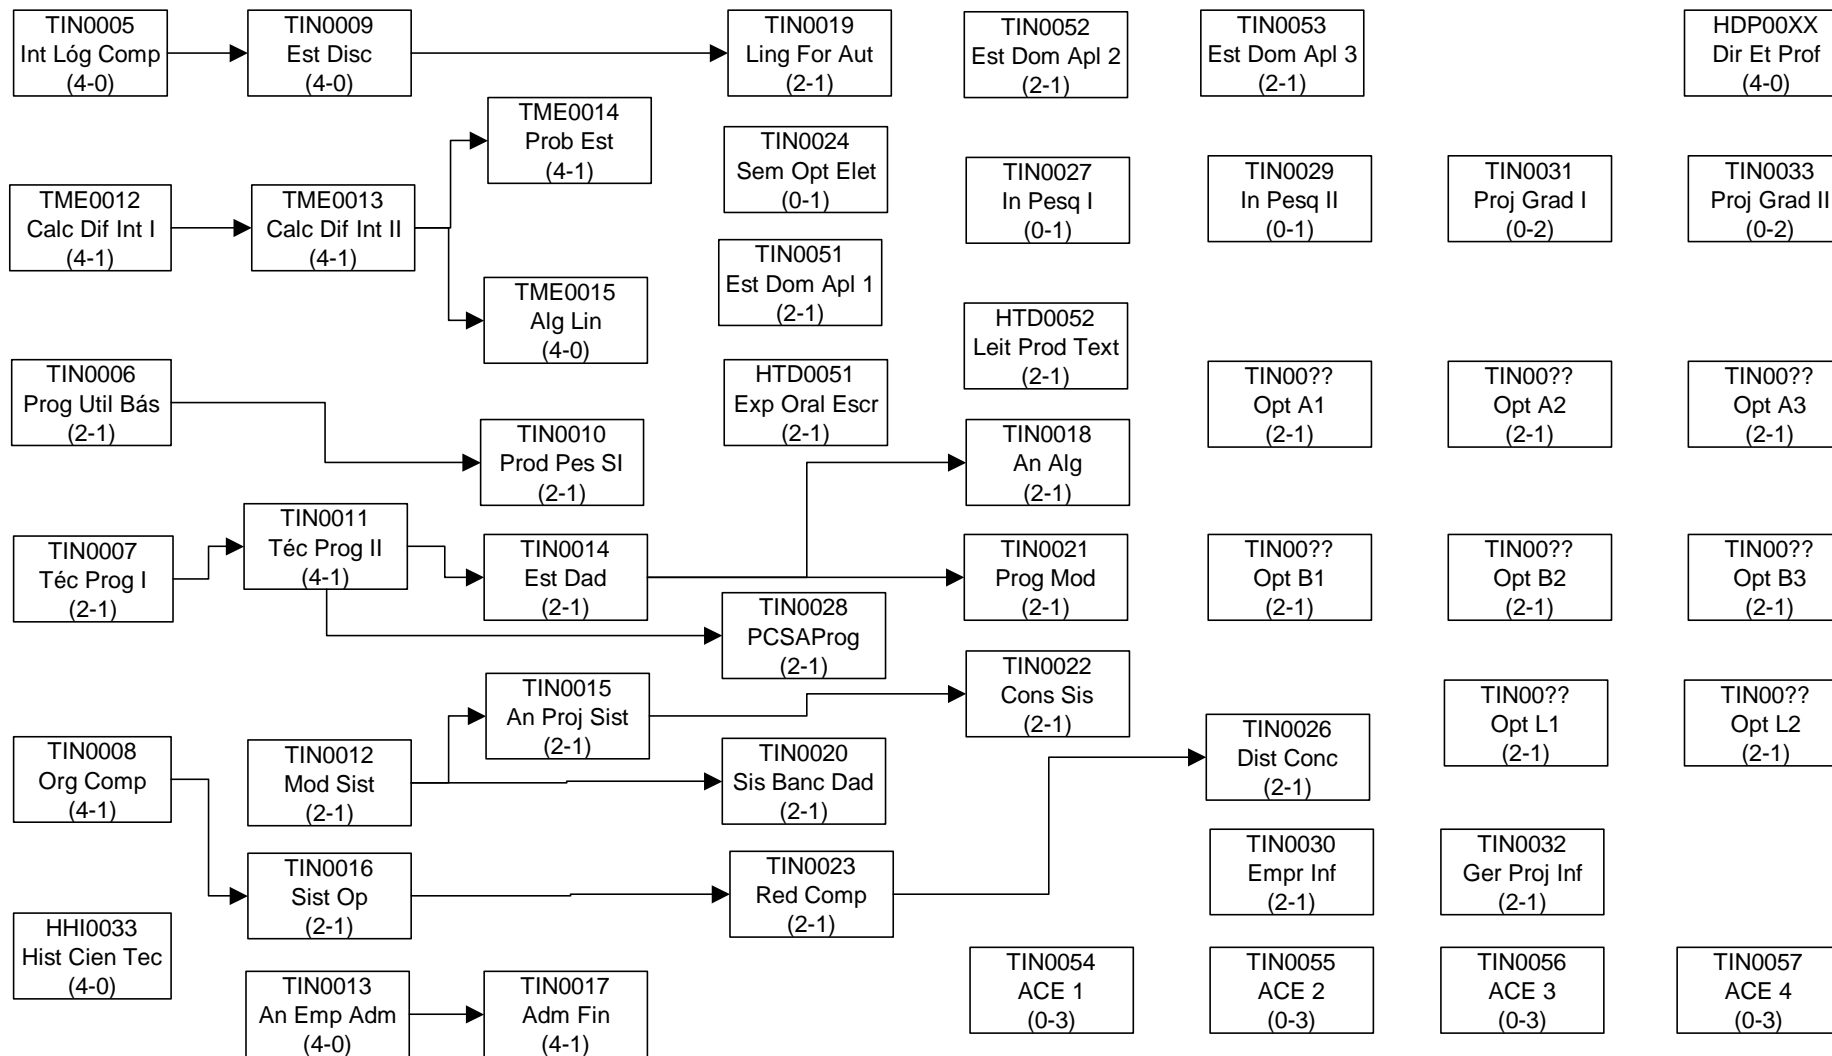 TIN0005
Int Lóg Comp
(4-0)
TIN0009
Est Disc
(4-0)
TIN0019
Ling For Aut
(2-1)
TIN0052
Est Dom Apl 2
(2-1)
TIN0053
Est Dom Apl 3
(2-1)
HDP00XX
Dir Et Prof
(4-0)
TME0014
Prob Est
(4-1)
TIN0024
Sem Opt Elet
(0-1)
TIN0027
In Pesq I
(0-1)
TIN0029
In Pesq II
(0-1)
TIN0031
Proj Grad I
(0-2)
TIN0033
Proj Grad II
(0-2)
TME0012
Calc Dif Int I
(4-1)
TME0013
Calc Dif Int II
(4-1)
TIN0051
Est Dom Apl 1
(2-1)
TME0015
Alg Lin
(4-0)
HTD0052
Leit Prod Text
(2-1)
TIN0006
Prog Util Bás
(2-1)
HTD0051
Exp Oral Escr
(2-1)
TIN00??
Opt A1
(2-1)
TIN00??
Opt A2
(2-1)
TIN00??
Opt A3
(2-1)
TIN0010
Prod Pes SI
(2-1)
TIN0018
An Alg
(2-1)
TIN0007
Téc Prog I
(2-1)
TIN0011
Téc Prog II
(4-1)
TIN0014
Est Dad
(2-1)
TIN0021
Prog Mod
(2-1)
TIN00??
Opt B1
(2-1)
TIN00??
Opt B2
(2-1)
TIN00??
Opt B3
(2-1)
TIN0028
PCSAProg
(2-1)
TIN0015
An Proj Sist
(2-1)
TIN0022
Cons Sis
(2-1)
TIN00??
Opt L1
(2-1)
TIN00??
Opt L2
(2-1)
TIN0008
Org Comp
(4-1)
TIN0012
Mod Sist
(2-1)
TIN0020
Sis Banc Dad
(2-1)
TIN0026
Dist Conc
(2-1)
TIN0016
Sist Op
(2-1)
TIN0023
Red Comp
(2-1)
TIN0030
Empr Inf
(2-1)
TIN0032
Ger Proj Inf
(2-1)
HHI0033
Hist Cien Tec
(4-0)
TIN0013
An Emp Adm
(4-0)
TIN0017
Adm Fin
(4-1)
TIN0054
ACE 1
(0-3)
TIN0055
ACE 2
(0-3)
TIN0056
ACE 3
(0-3)
TIN0057
ACE 4
(0-3)